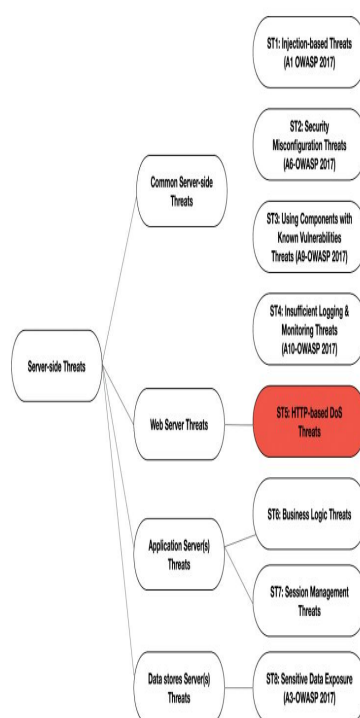 ST1: Injection-based Threats
(A1 OWASP 2017)
ST2: Security
Misconfiguration Threats
(A6-OWASP 2017)
Common Server-side
Threats
ST3: Using Components with
Known Vulnerabilities
Threats (A9-OWASP 2017)
ST4: Insufficient Logging &
Monitoring Threats
(A10-OWASP 2017)
Server-side Threats
Web Server Threats
ST5: HTTP-based DoS
Threats
ST6: Business Logic Threats
Application Server(s)
Threats
ST7: Session Management
Threats
Data stores Server(s)
Threats
ST8: Sensitive Data Exposure
(A3-OWASP 2017)